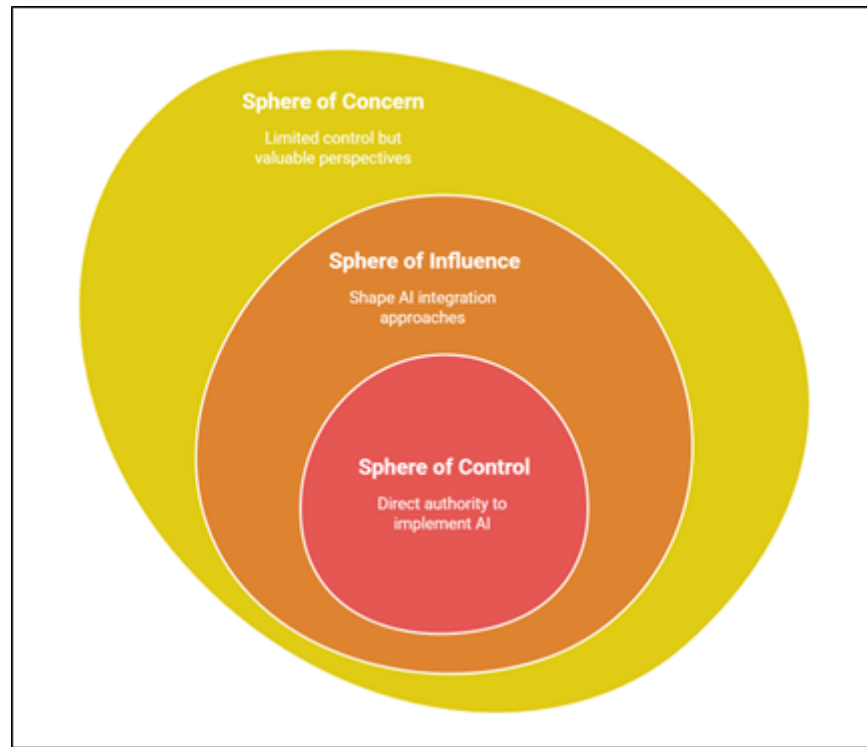 Sphere of Concern
Limited control but
valuable perspectives
Sphere of Influence
Shape AI integration
approaches
Sphere of Control
Direct authority to
implement AI